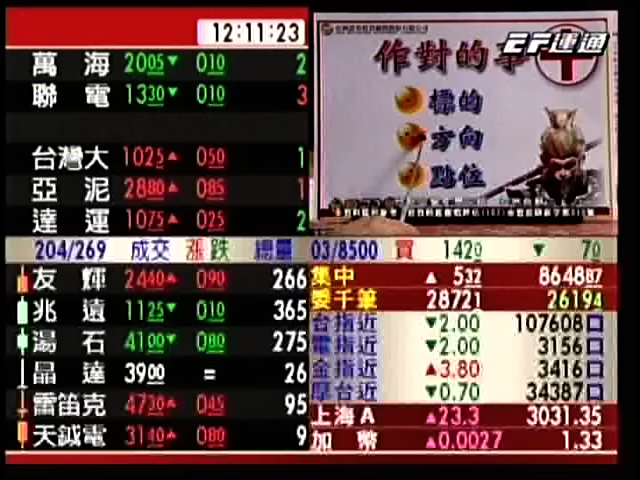 12:11:23
EF運通
萬海 2005▼ 010 2
聯電 1330▼ 010 3
台灣大 1025▲ 050 1
亞泥 2880▲ 085 1
達運 1075▲ 025 2
作對的事
標的
方向
點位
204/269 成交 漲跌 總量 03/8500 買 1420 ▼ 70
友輝 2440▲ 090 266
兆遠 1125▼ 010 365
湯石 4100▼ 080 275
晶達 3900 = 26
雷笛克 4730▲ 045 95
天鉞電 3140▲ 080 9
集中 ▲ 532 864887
委千筆 28721 26194
台指近 ▼2.00 107608口
電指近 ▼2.00 3156口
金指近 ▲3.80 3416口
摩台近 ▼0.70 34387口
上海A ▲23.3 3031.35
加幣 ▲0.0027 1.33